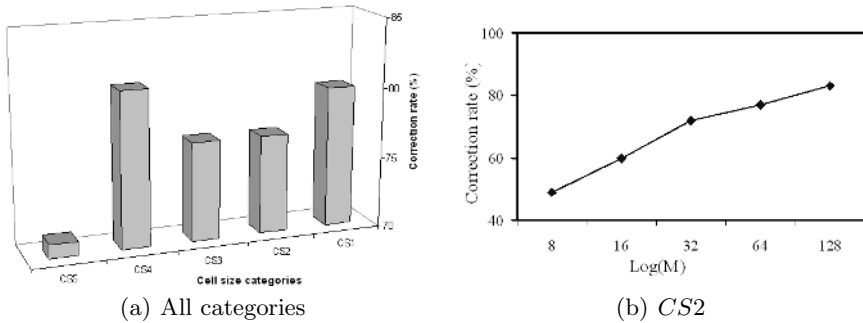 85
80
75
70
Correction rate (%)
CS5
CS4
CS3
CS2
CS1
Cell size categories
(a) All categories
100
80
60
40
Correction rate (%)
8 16 32 64 128
Log(M)
(b) CS2